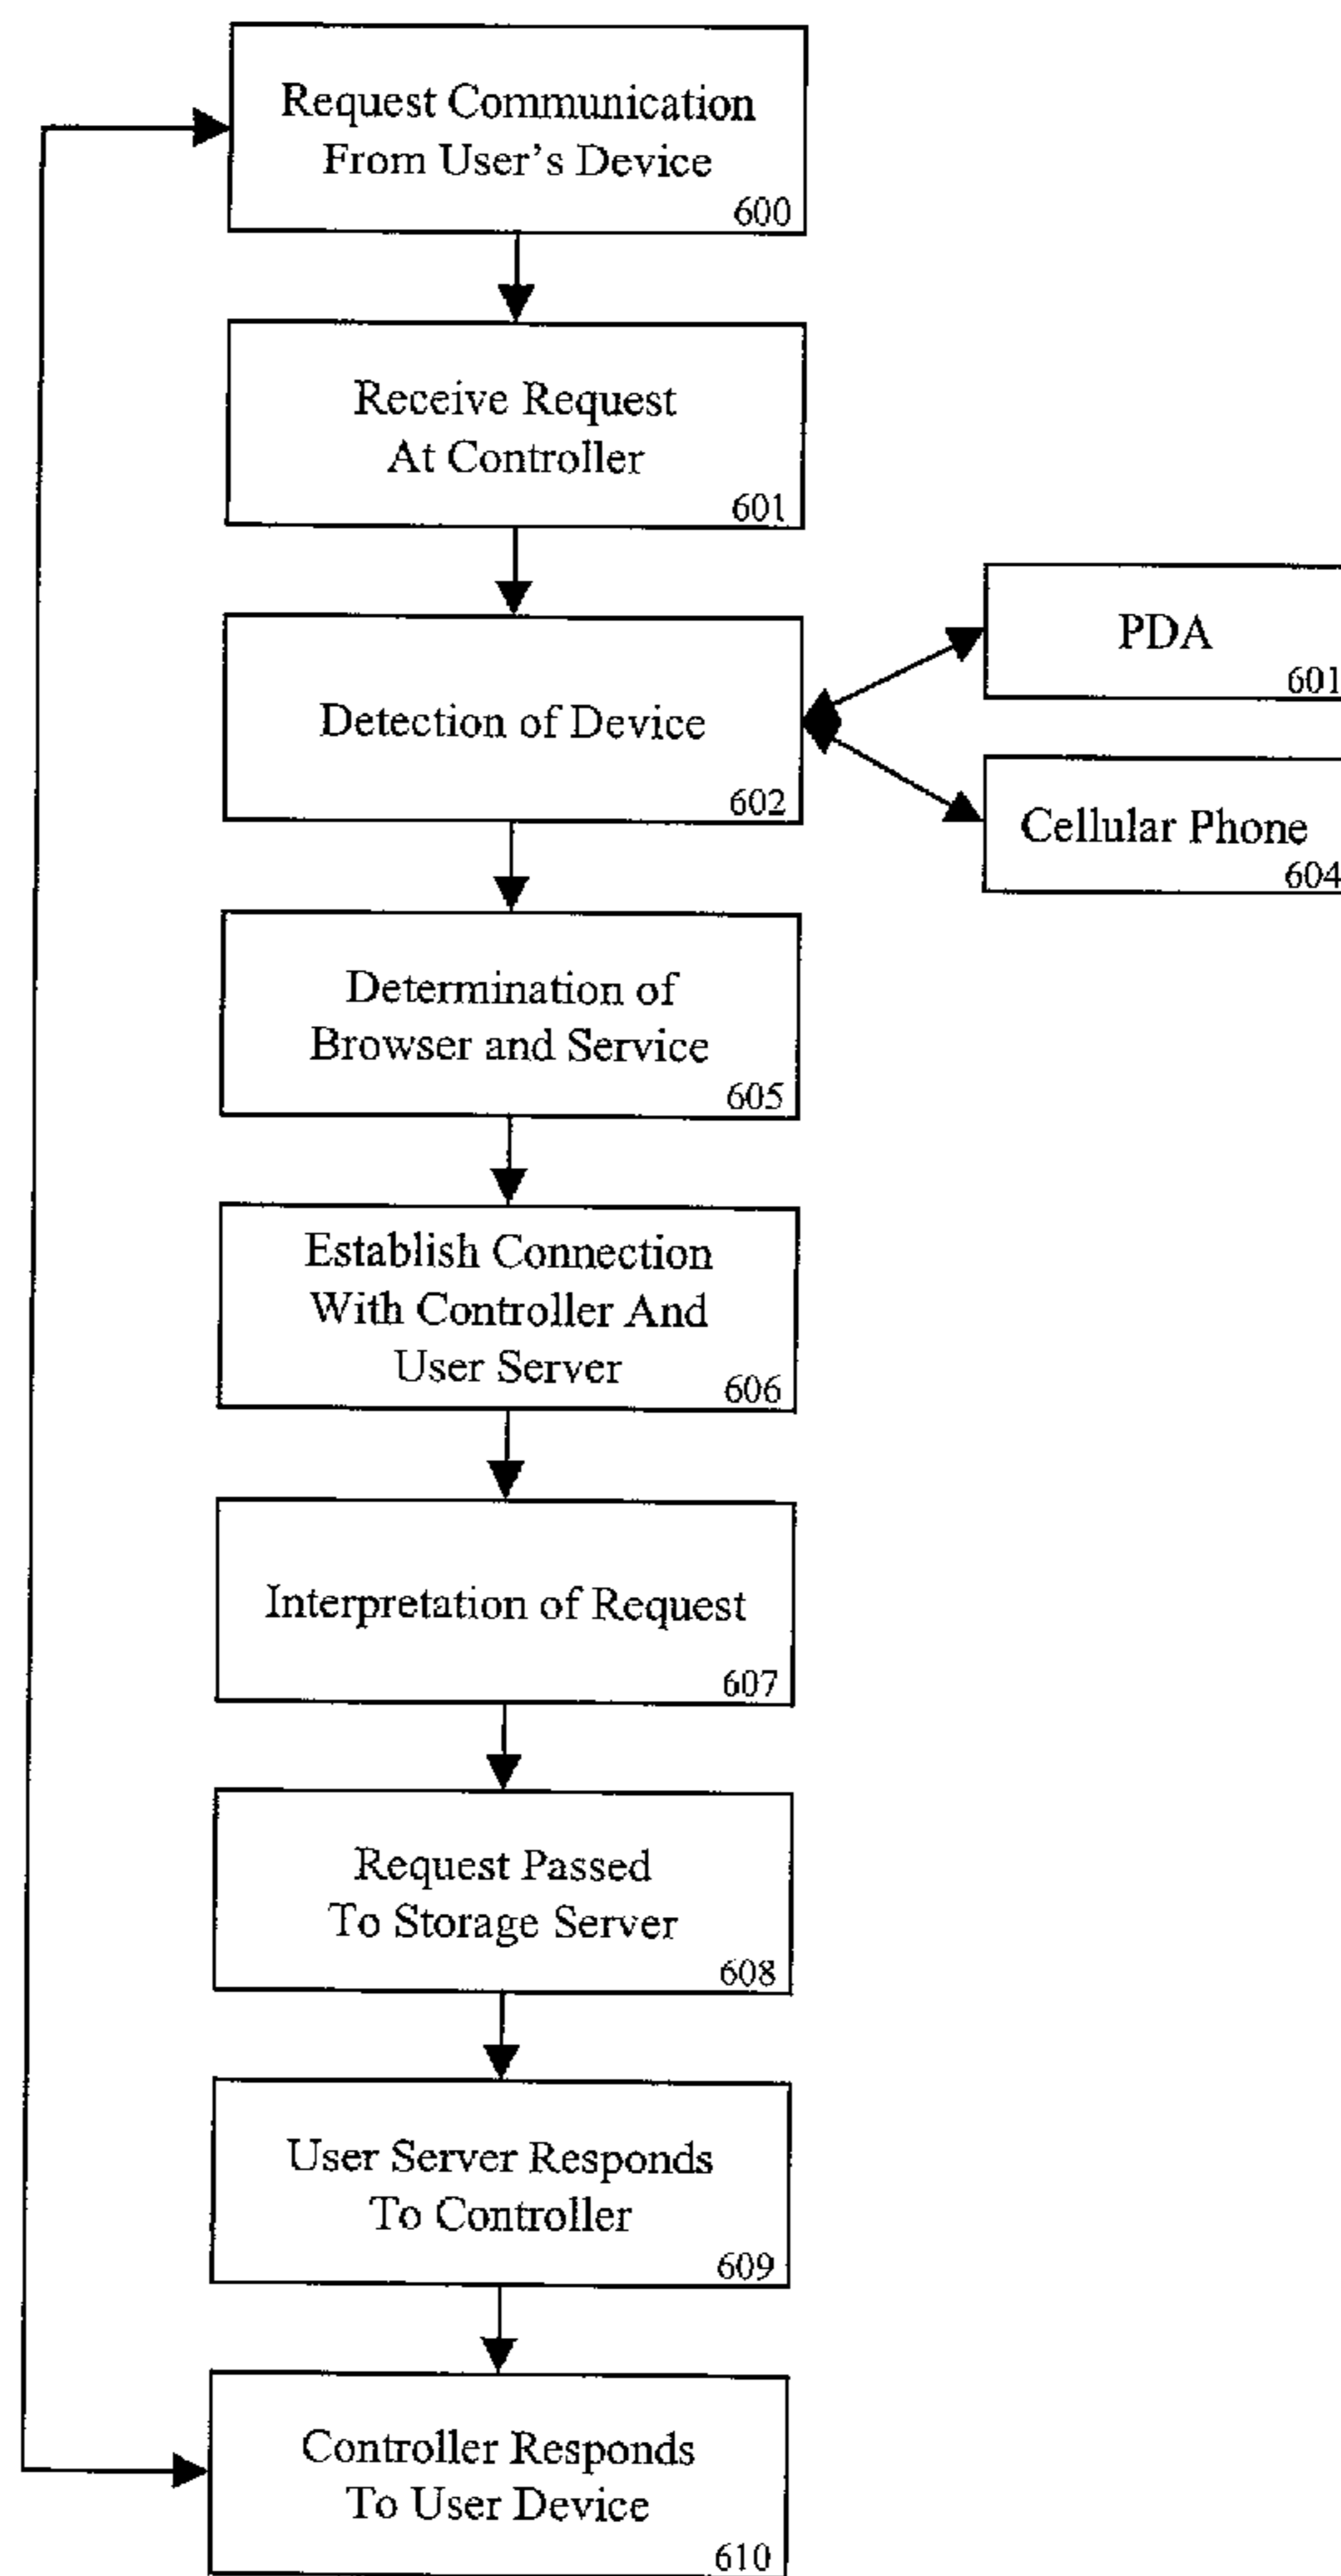 Request Communication
From User's Device
600
Receive Request
At Controller
601
Detection of Device
602
PDA
601
Cellular Phone
604
Determination of
Browser and Service
605
Establish Connection
With Controller And
User Server
606
Interpretation of Request
607
Request Passed
To Storage Server
608
User Server Responds
To Controller
609
Controller Responds
To User Device
610